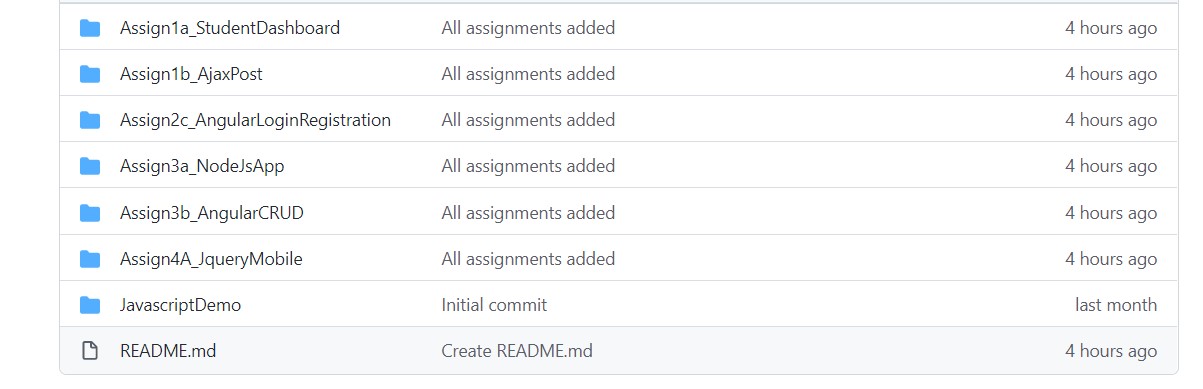 Assign1a_StudentDashboard All assignments added 4 hours ago
Assign1b_AjaxPost All assignments added 4 hours ago
Assign2c_AngularLoginRegistration All assignments added 4 hours ago
Assign3a_NodeJsApp All assignments added 4 hours ago
Assign3b_AngularCRUD All assignments added 4 hours ago
Assign4A_JqueryMobile All assignments added 4 hours ago
JavascriptDemo Initial commit last month
README.md Create README.md 4 hours ago